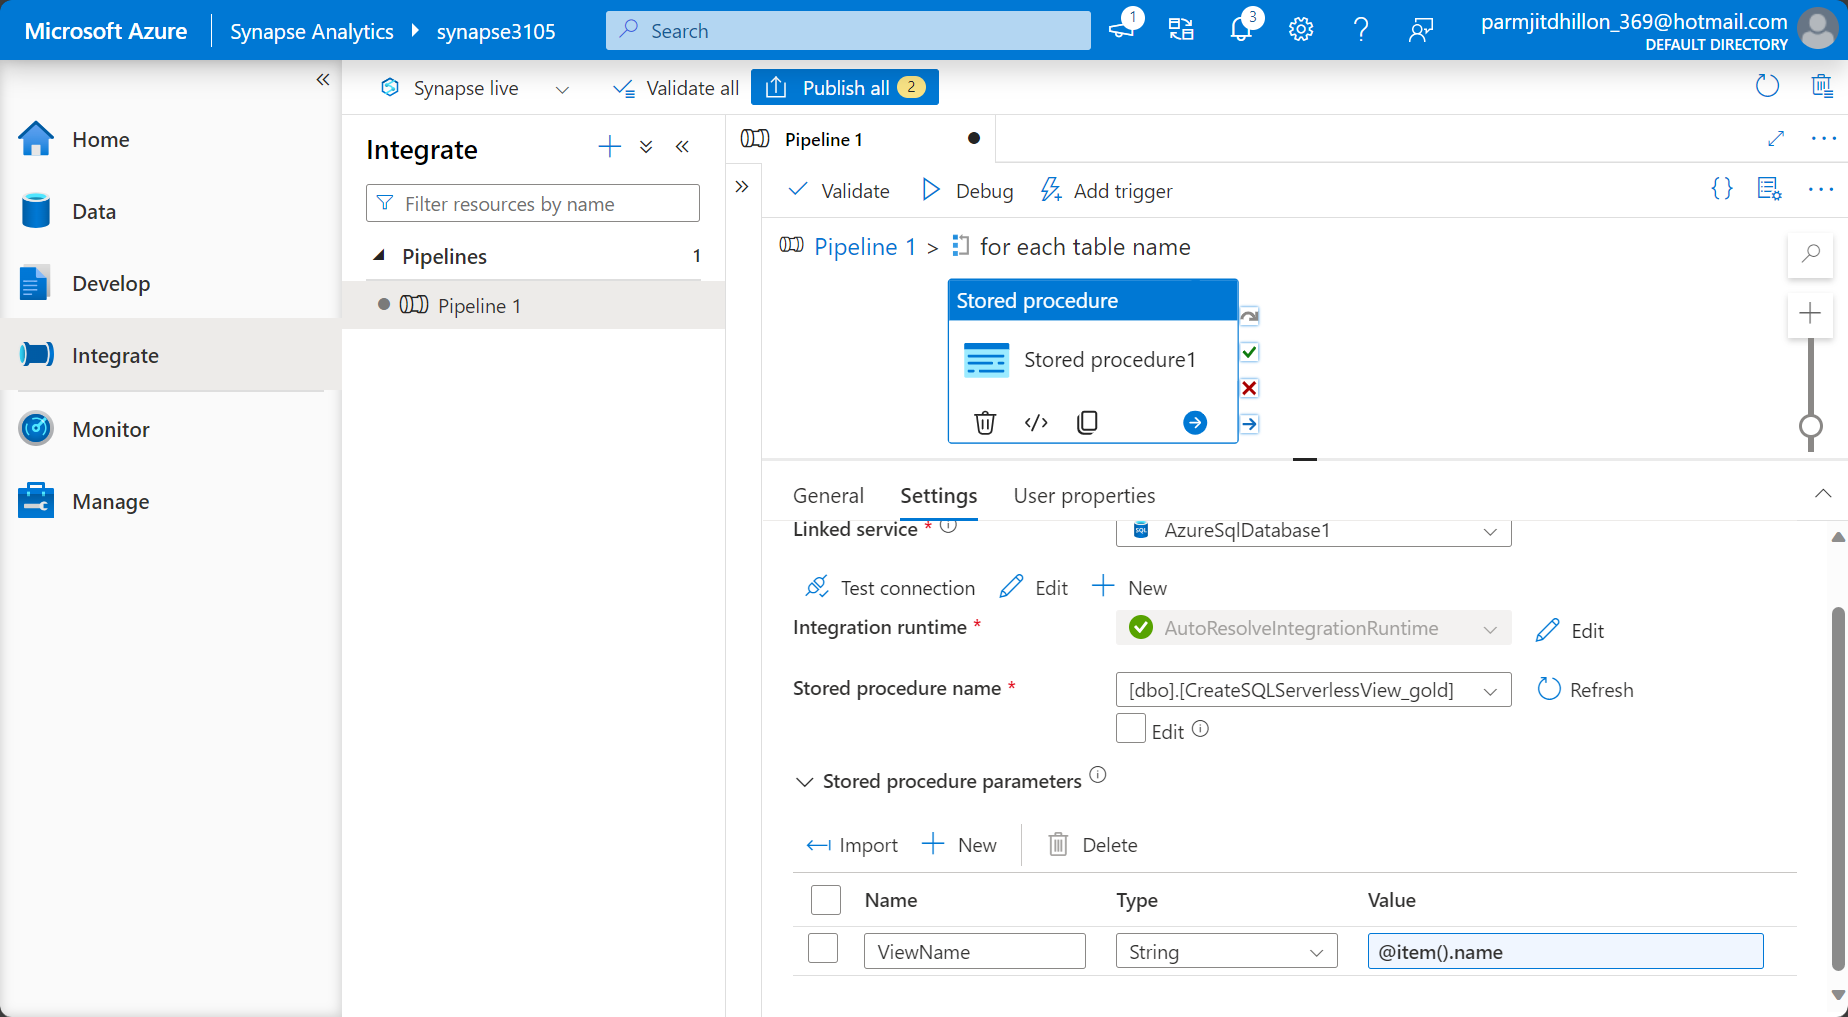 Microsoft Azure
Synapse Analytics
synapse3105
Search
1
3
parmjitdhillon_369@hotmail.com
DEFAULT DIRECTORY
Home
Data
Develop
Integrate
Monitor
Manage
Synapse live
Validate all
Publish all 2
Integrate
Filter resources by name
Pipelines 1
Pipeline 1
Pipeline 1
Validate
Debug
Add trigger
Pipeline 1 > for each table name
Stored procedure
Stored procedure1
General
Settings
User properties
Linked service *
SQL
AzureSqlDatabase1
Test connection
Edit
New
Integration runtime *
AutoResolveIntegrationRuntime
Edit
Stored procedure name *
[dbo].[CreateSQLServerlessView_gold]
Refresh
Edit
Stored procedure parameters
Import
New
Delete
Name Type Value
ViewName String @item().name